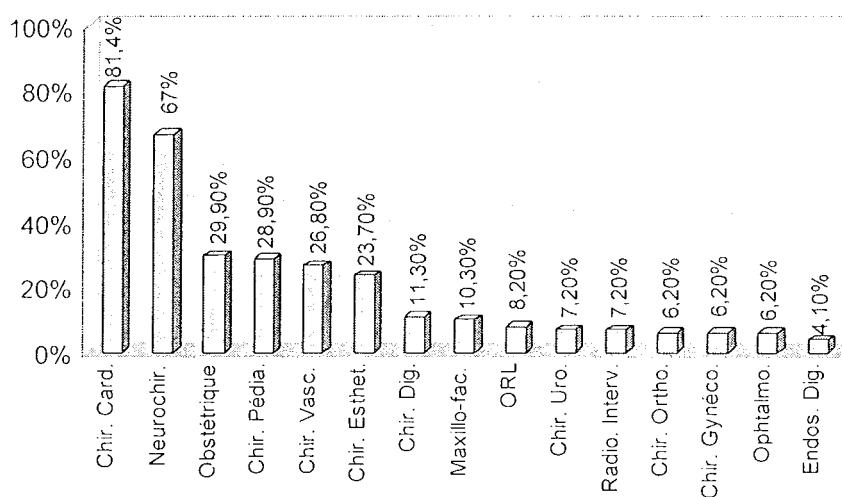 100%
80%
60%
40%
20%
0%
81,4%
67%
29,90%
28,90%
26,80%
23,70%
11,30%
10,30%
8,20%
7,20%
7,20%
6,20%
6,20%
6,20%
4,10%
Chir. Card.
Neurochir.
Obstétrique
Chir. Pédia.
Chir. Vasc.
Chir. Esthet.
Chir. Dig.
Maxillo-fac.
ORL
Chir. Uro.
Radio. Interv.
Chir. Ortho.
Chir. Gynéco.
Ophtalmo.
Endos. Dig.